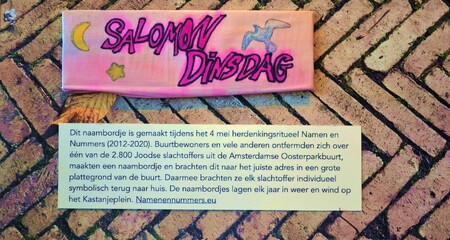 SALOMON
DINSDAG
Dit naambordje is gemaakt tijdens het 4 mei herdenkingsritueel Namen en
Nummers (2012-2020). Buurtbewoners en vele anderen ontfermden zich over
één van de 2.800 Joodse slachtoffers uit de Amsterdamse Oosterparkbuurt,
maakten een naambordje en brachten dit naar het juiste adres in een grote
plattegrond van de buurt. Daarmee brachten ze elk slachtoffer individueel
symbolisch terug naar huis. De naambordjes lagen elk jaar in weer en wind op
het Kastanjeplein. Namenennummers.eu